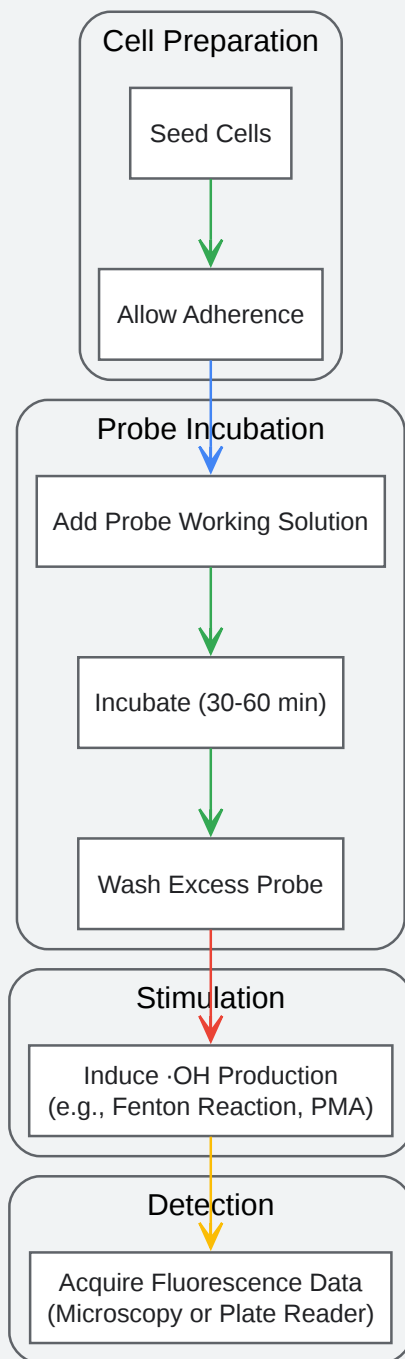 Cell Preparation
Seed Cells
Allow Adherence
Probe Incubation
Add Probe Working Solution
Incubate (30-60 min)
Wash Excess Probe
Stimulation
Induce ·OH Production
(e.g., Fenton Reaction, PMA)
Detection
Acquire Fluorescence Data
(Microscopy or Plate Reader)